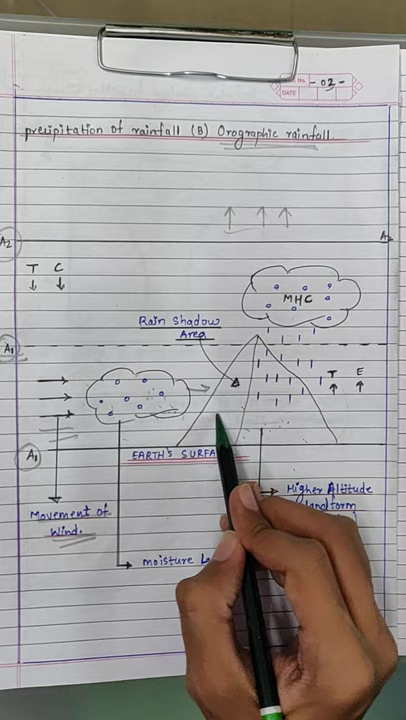 No. -02-
DATE
precipitation of rainfall (B) Orographic rainfall.
A2
T C
MHC
Rain Shadow
Area
A1
T E
A1
EARTH'S SURFA
Higher Altitude
landform
Movement of
Wind.
moisture